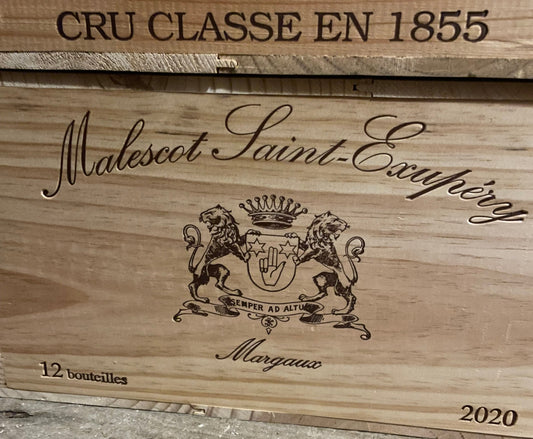 CRU CLASSE EN 1855
Malescot Saint-Exupéry
SEMPER AD ALTUM
Margaux
12 bouteilles
2020